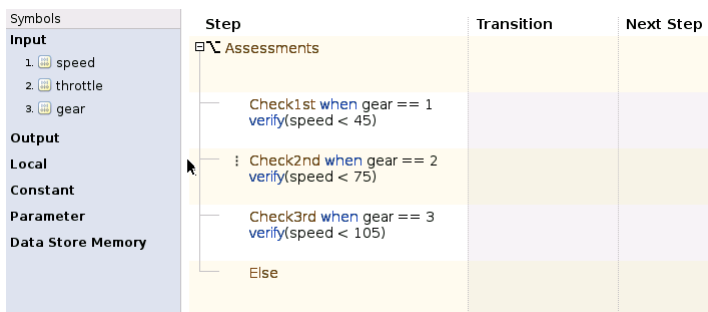 Symbols
Input
1. speed
2. throttle
3. gear
Output
Local
Constant
Parameter
Data Store Memory
Step Transition Next Step
Assessments
Check1st when gear == 1
verify(speed < 45)
Check2nd when gear == 2
verify(speed < 75)
Check3rd when gear == 3
verify(speed < 105)
Else